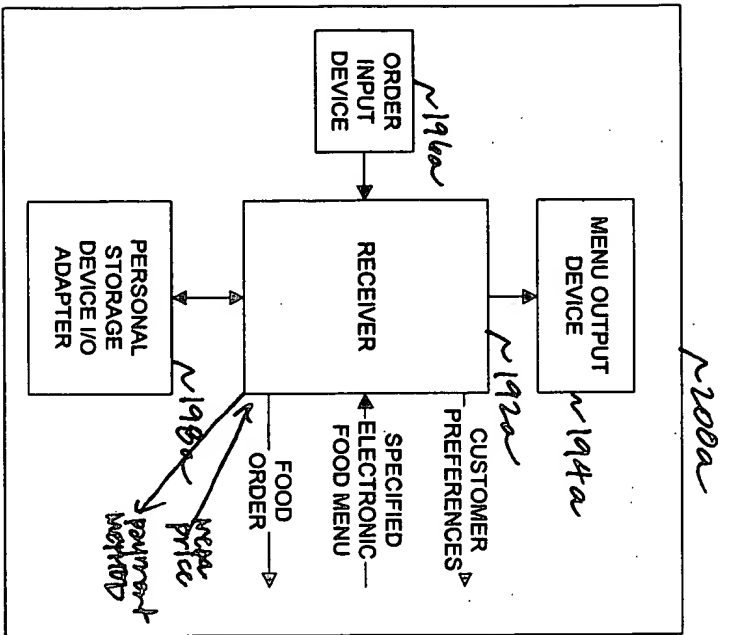 ~200a
MENU OUTPUT
DEVICE
~194a
ORDER
INPUT
DEVICE
~196a
RECEIVER
~192a
CUSTOMER
PREFERENCES
SPECIFIED
ELECTRONIC
FOOD MENU
FOOD
ORDER
PERSONAL
STORAGE
DEVICE I/O
ADAPTER
~198a
price
payment
method